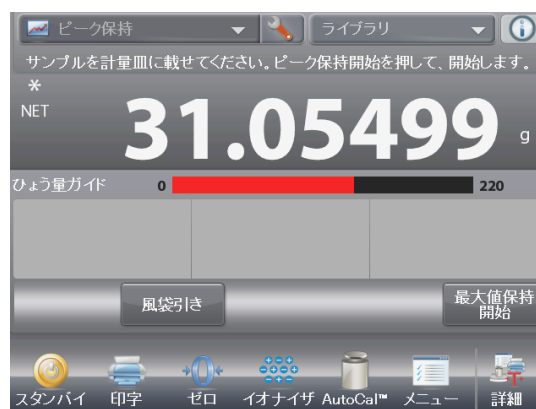 ピーク保持
ライブラリ
サンプルを計量皿に載せてください。ピーク保持開始を押して、開始します。
*
NET
31.05499 g
ひょう量ガイド 0 220
風袋引き
最大値保持
開始
スタンバイ 印字 ゼロ イオナイザ AutoCal™ メニュー 詳細